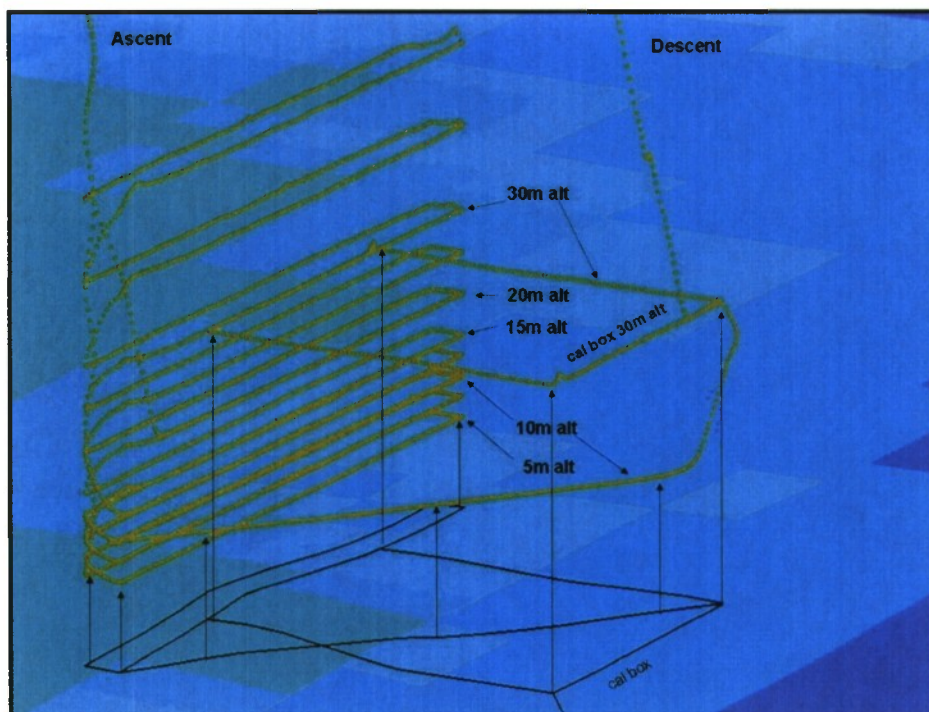 Ascent
Descent
30m alt
20m alt
15m alt
cal box 30m alt
10m alt
5m alt
cal box